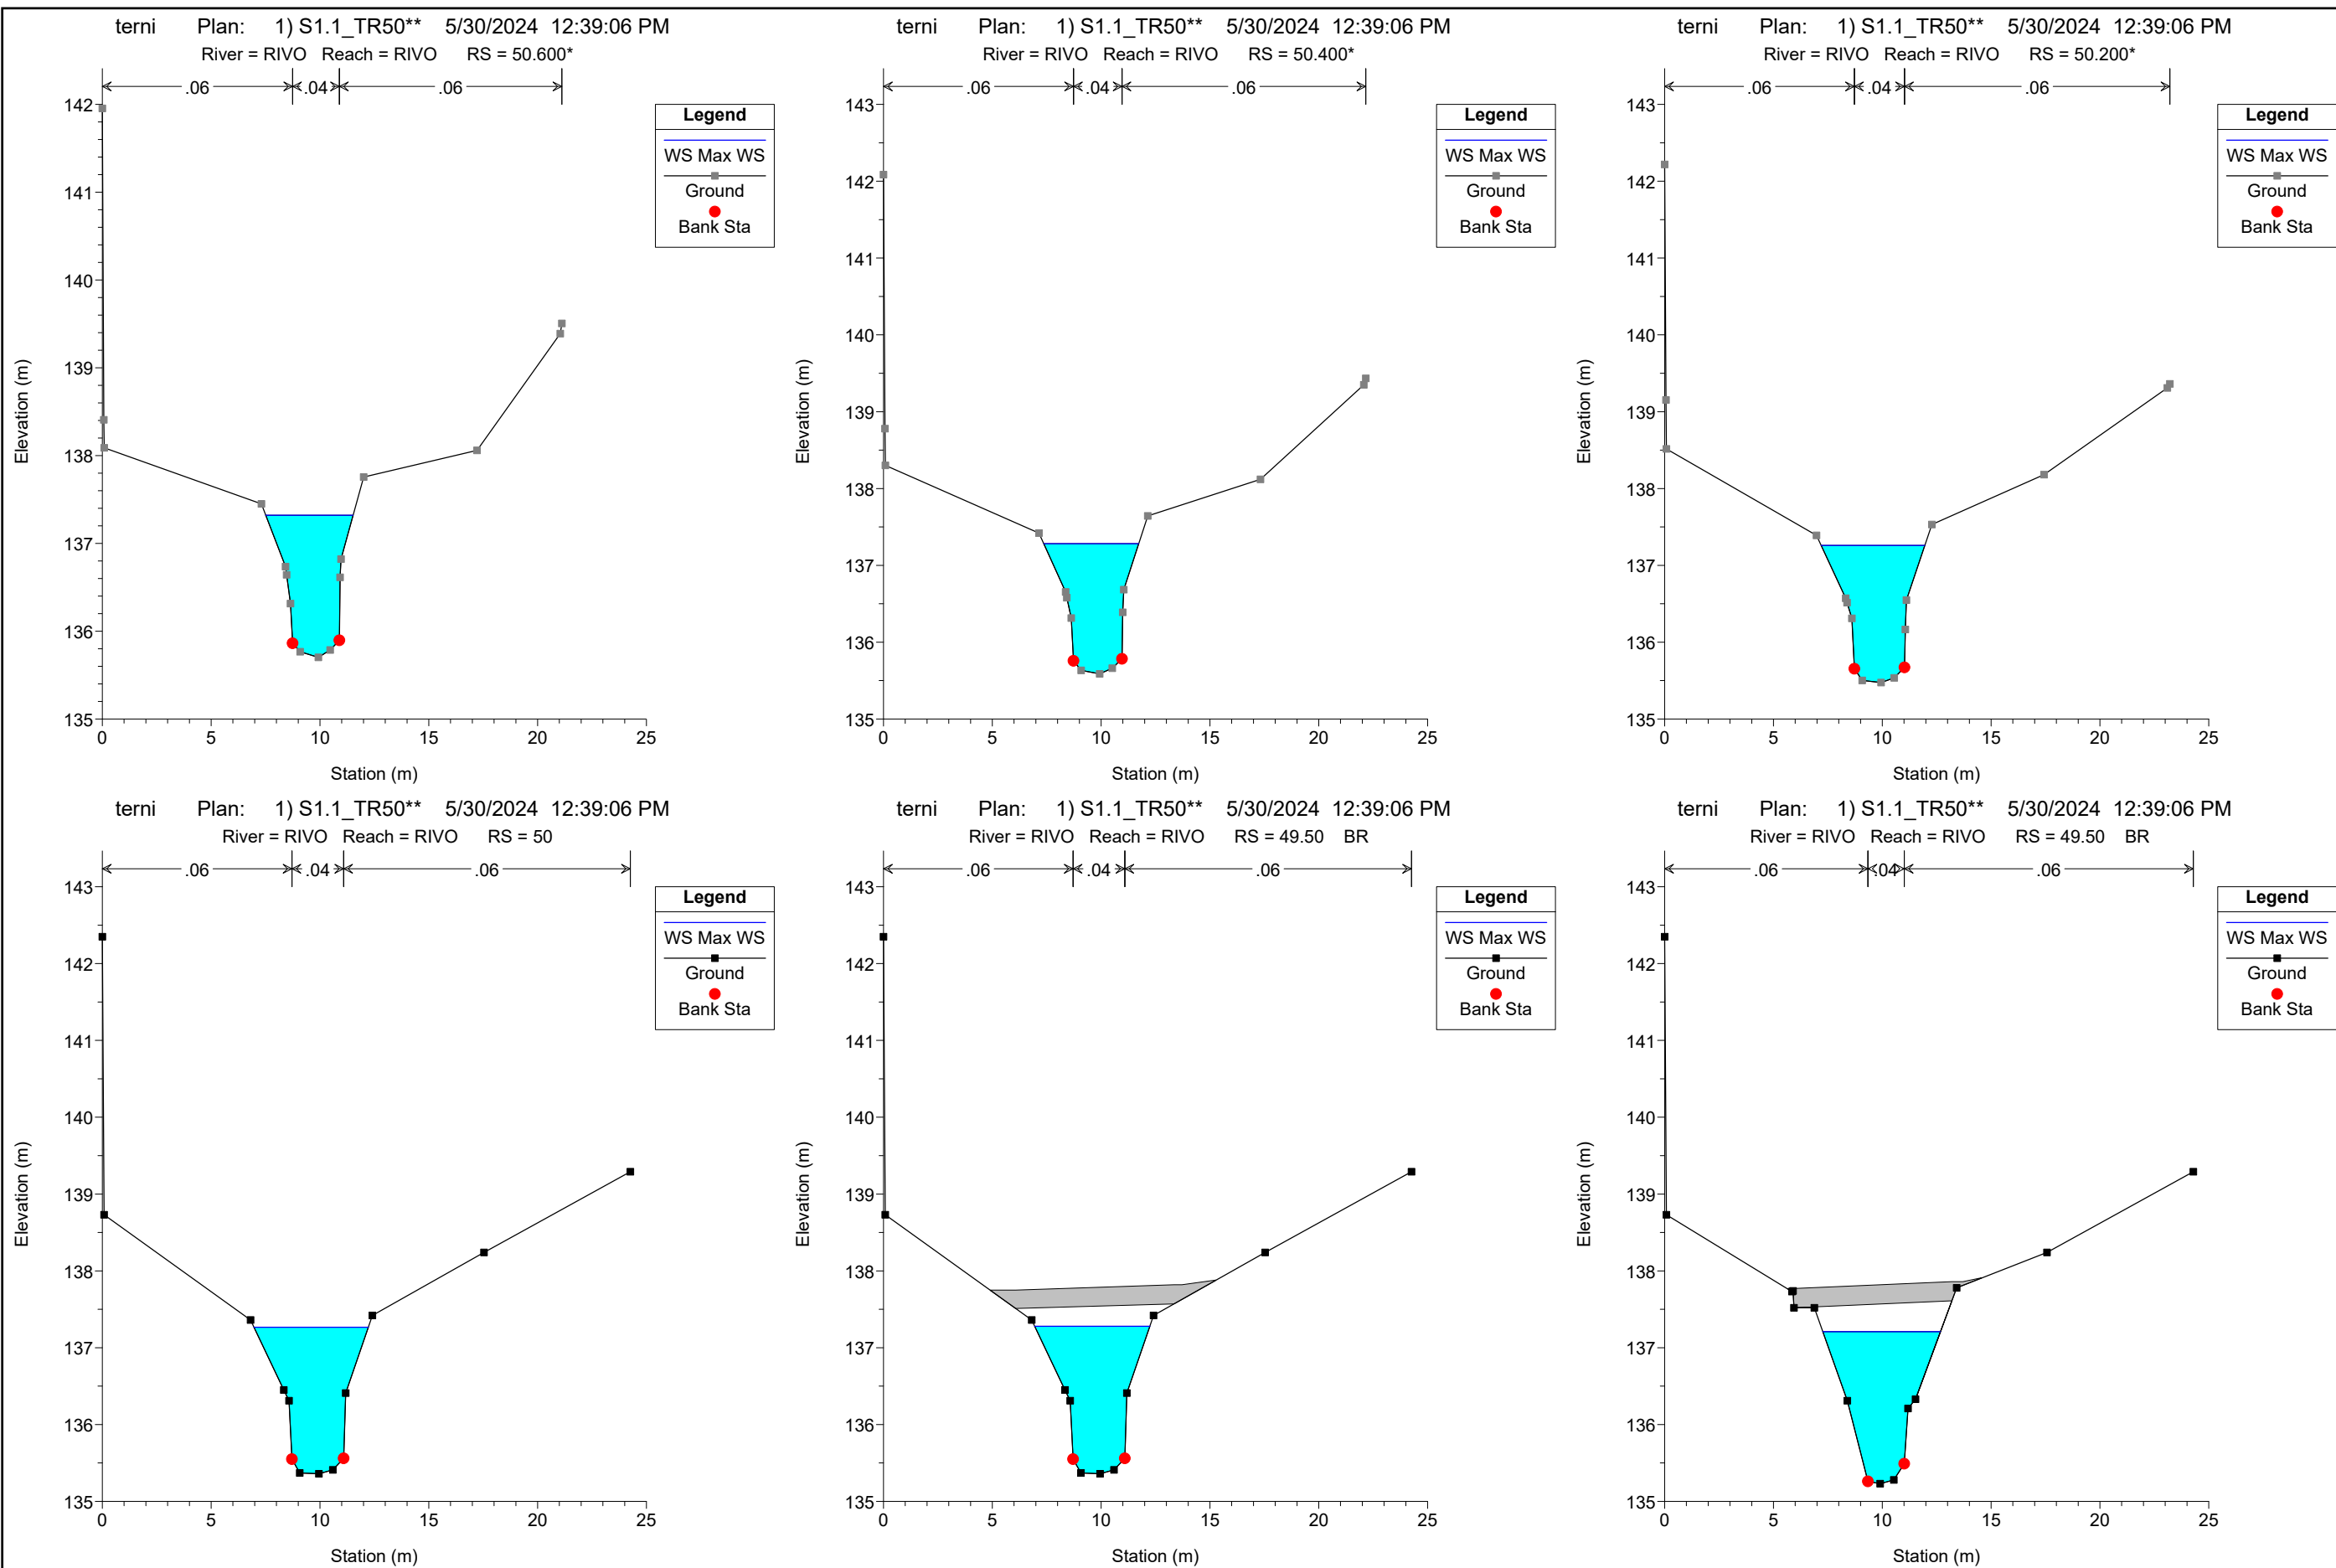 terni Plan: 1) S1.1_TR50** 5/30/2024 12:39:06 PM
River = RIVO Reach = RIVO RS = 50.600*
.06 .04 .06
Legend
WS Max WS
Ground
Bank Sta
142
141
140
139
138
137
136
135
Elevation (m)
0 5 10 15 20 25
Station (m)
terni Plan: 1) S1.1_TR50** 5/30/2024 12:39:06 PM
River = RIVO Reach = RIVO RS = 50.400*
.06 .04 .06
Legend
WS Max WS
Ground
Bank Sta
143
142
141
140
139
138
137
136
135
Elevation (m)
0 5 10 15 20 25
Station (m)
terni Plan: 1) S1.1_TR50** 5/30/2024 12:39:06 PM
River = RIVO Reach = RIVO RS = 50.200*
.06 .04 .06
Legend
WS Max WS
Ground
Bank Sta
143
142
141
140
139
138
137
136
135
Elevation (m)
0 5 10 15 20 25
Station (m)
terni Plan: 1) S1.1_TR50** 5/30/2024 12:39:06 PM
River = RIVO Reach = RIVO RS = 50
.06 .04 .06
Legend
WS Max WS
Ground
Bank Sta
143
142
141
140
139
138
137
136
135
Elevation (m)
0 5 10 15 20 25
Station (m)
terni Plan: 1) S1.1_TR50** 5/30/2024 12:39:06 PM
River = RIVO Reach = RIVO RS = 49.50 BR
.06 .04 .06
Legend
WS Max WS
Ground
Bank Sta
143
142
141
140
139
138
137
136
135
Elevation (m)
0 5 10 15 20 25
Station (m)
terni Plan: 1) S1.1_TR50** 5/30/2024 12:39:06 PM
River = RIVO Reach = RIVO RS = 49.50 BR
.06 .04 .06
Legend
WS Max WS
Ground
Bank Sta
143
142
141
140
139
138
137
136
135
Elevation (m)
0 5 10 15 20 25
Station (m)